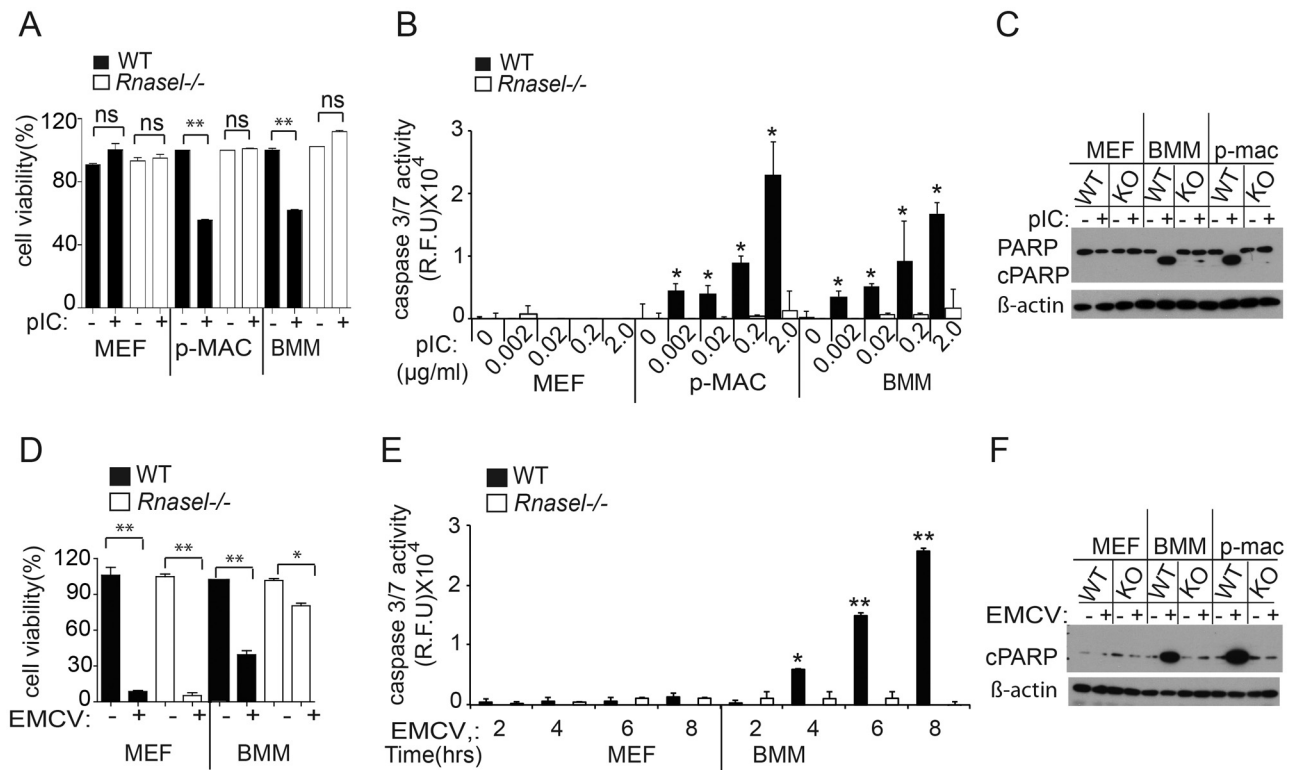 A
WT
Rnasel-/-
cell viability(%)
120
80
40
0
ns
ns
**
ns
**
ns
pIC:
- + - + - + - + - + - +
MEF
p-MAC
BMM
B
WT
Rnasel-/-
caspase 3/7 activity
(R.F.U)X10⁴
3
2
1
0
* * * *
* * * *
pIC:
(µg/ml)
0 0.002 0.02 0.02 2.0
0 0.002 0.02 0.2 2.0
0 0.002 0.02 0.2 2.0
MEF
p-MAC
BMM
C
MEF BMM p-mac
WT KO WT KO WT KO
pIC: - + - + - + - + - + - +
PARP
cPARP
ß-actin
D
WT
Rnasel-/-
cell viability(%)
120
90
60
30
0
**
**
**
*
EMCV: - + - + - + - +
MEF
BMM
E
WT
Rnasel-/-
caspase 3/7 activity
(R.F.U)X10⁴
3
2
1
0
*
**
**
EMCV,: 2 4 6 8 2 4 6 8
Time(hrs) MEF BMM
F
MEF BMM p-mac
WT KO WT KO WT KO
EMCV: - + - + - + - + - + - +
cPARP
ß-actin